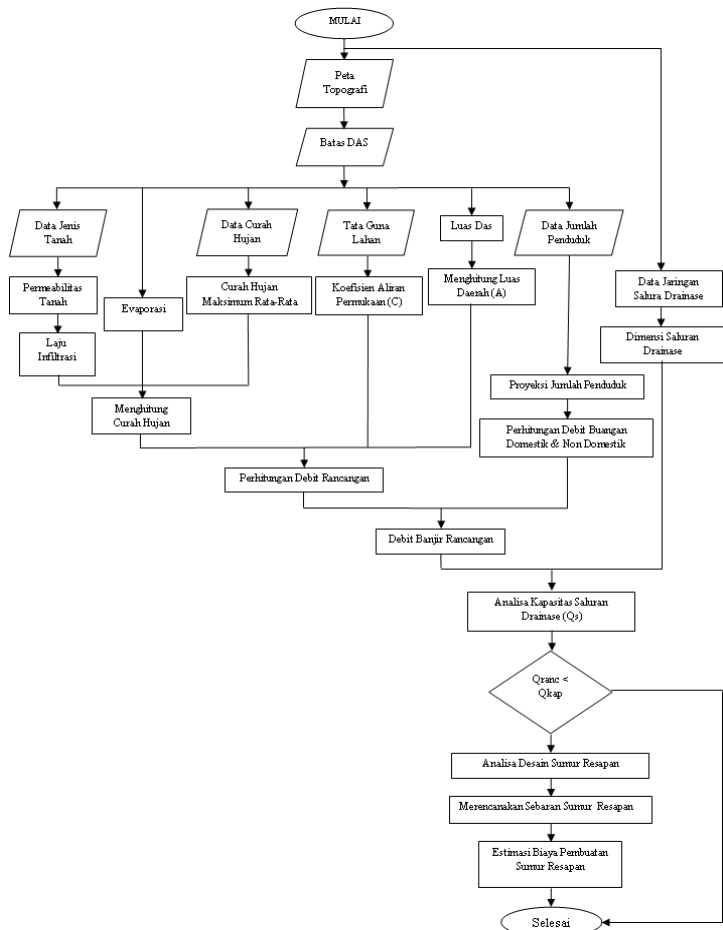 MULAI
Peta
Topografi
Batas DAS
Data Jenis
Tanah
Data Curah
Hujan
Tata Guna
Lahan
Luas Das
Data Jumlah
Penduduk
Permeabilitas
Tanah
Evaporasi
Curah Hujan
Maksimum Rata-Rata
Koefisien Aliran
Permukaan (C)
Menghitung Luas
Daerah (A)
Data Jaringan
Salura Drainase
Laju
Infiltrasi
Dimensi Saluran
Drainase
Proyeksi Jumlah Penduduk
Menghitung
Curah Hujan
Perhitungan Debit Buangan
Domestik & Non Domestik
Perhitungan Debit Rancangan
Debit Banjir Rancangan
Analisa Kapasitas Saluran
Drainase (Qs)
Qranc <
Qkap
Analisa Desain Sumur Resapan
Merencanakan Sebaran Sumur Resapan
Estimasi Biaya Pembuatan
Sumur Resapan
Selesai